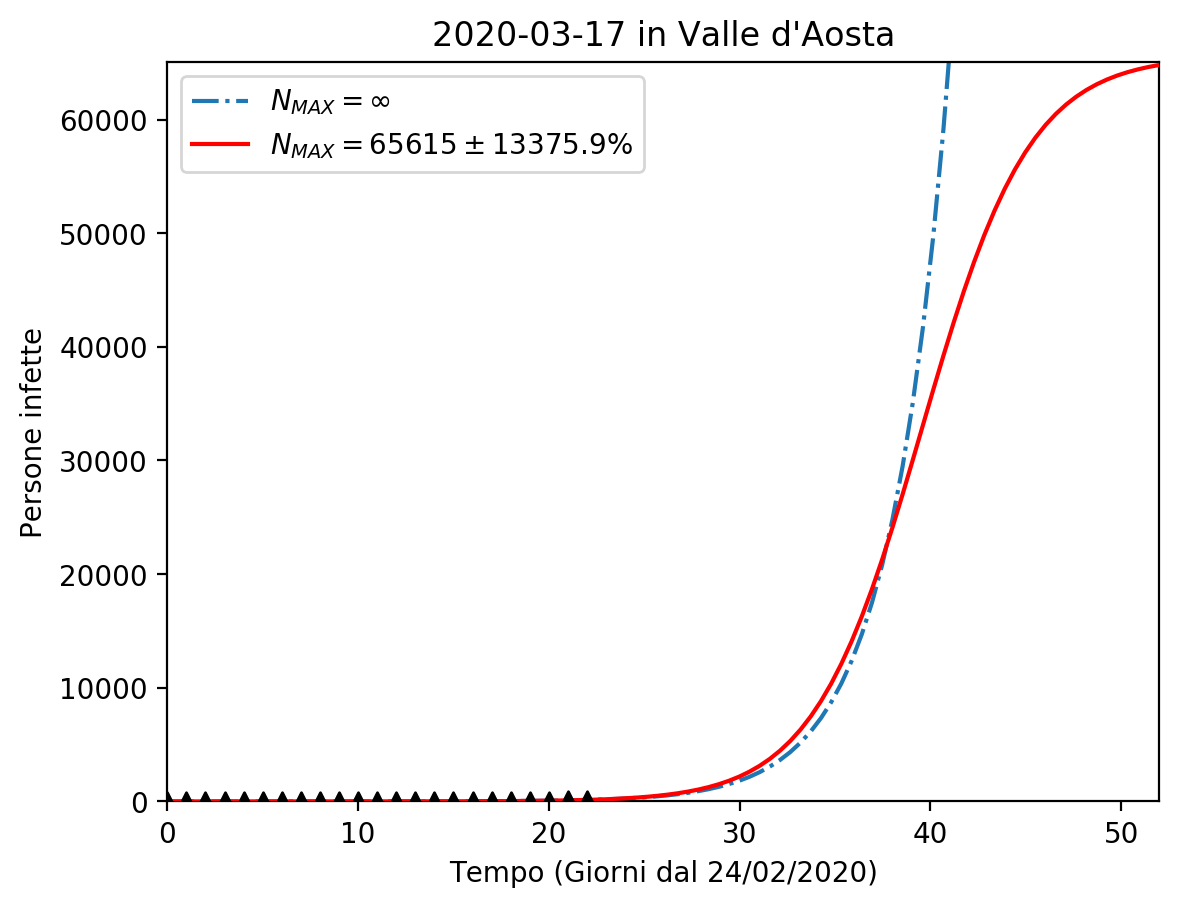 2020-03-17 in Valle d'Aosta
N_MAX = ∞
N_MAX = 65615 ± 13375.9%
60000
50000
40000
30000
20000
10000
0
Persone infette
0 10 20 30 40 50
Tempo (Giorni dal 24/02/2020)